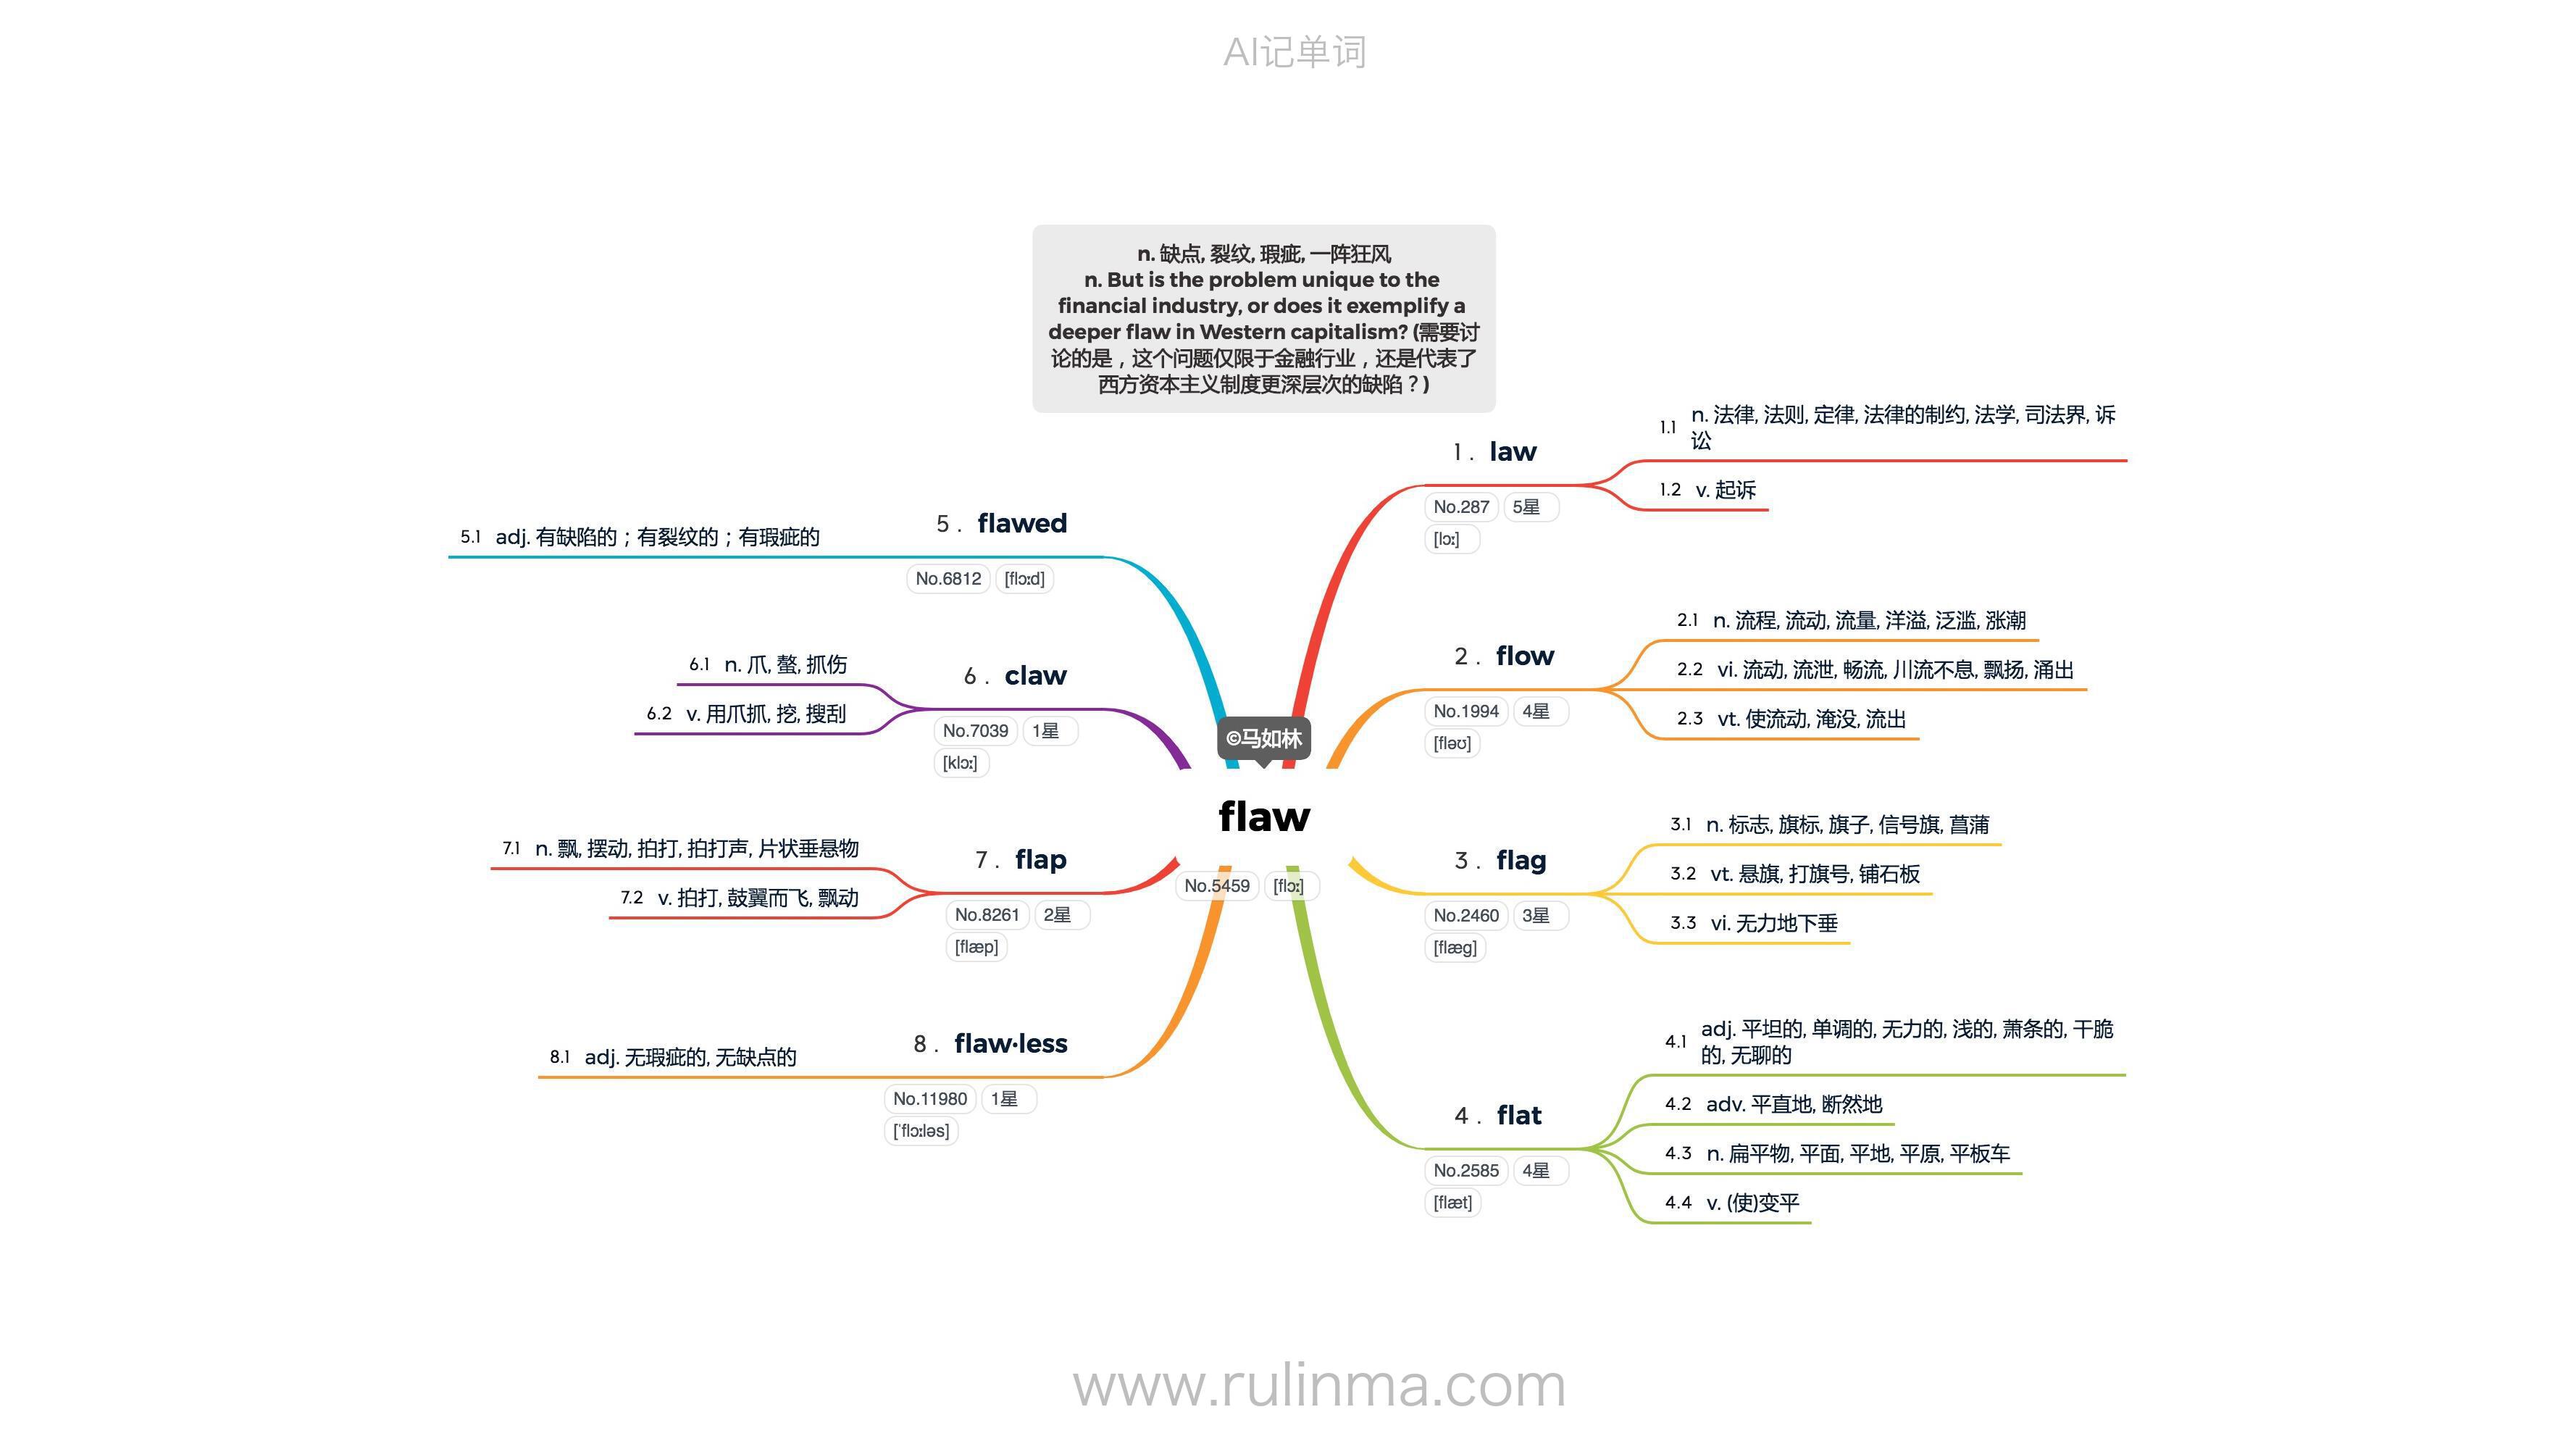 AI记单词
n. 缺点, 裂纹, 瑕疵, 一阵狂风
n. But is the problem unique to the
financial industry, or does it exemplify a
deeper flaw in Western capitalism? (需要讨
论的是，这个问题仅限于金融行业，还是代表了
西方资本主义制度更深层次的缺陷？)
©马如林
flaw
No.5459 [flɔː]
1 . law
No.287 5星
[lɔː]
1.1 n. 法律, 法则, 定律, 法律的制约, 法学, 司法界, 诉
讼
1.2 v. 起诉
2 . flow
No.1994 4星
[fləʊ]
2.1 n. 流程, 流动, 流量, 洋溢, 泛滥, 涨潮
2.2 vi. 流动, 流泄, 畅流, 川流不息, 飘扬, 涌出
2.3 vt. 使流动, 淹没, 流出
3 . flag
No.2460 3星
[flæg]
3.1 n. 标志, 旗标, 旗子, 信号旗, 菖蒲
3.2 vt. 悬旗, 打旗号, 铺石板
3.3 vi. 无力地下垂
4 . flat
No.2585 4星
[flæt]
4.1 adj. 平坦的, 单调的, 无力的, 浅的, 萧条的, 干脆
的, 无聊的
4.2 adv. 平直地, 断然地
4.3 n. 扁平物, 平面, 平地, 平原, 平板车
4.4 v. (使)变平
5 . flawed
No.6812 [flɔːd]
5.1 adj. 有缺陷的；有裂纹的；有瑕疵的
6 . claw
No.7039 1星
[klɔː]
6.1 n. 爪, 螯, 抓伤
6.2 v. 用爪抓, 挖, 搜刮
7 . flap
No.8261 2星
[flæp]
7.1 n. 飘, 摆动, 拍打, 拍打声, 片状垂悬物
7.2 v. 拍打, 鼓翼而飞, 飘动
8 . flaw·less
No.11980 1星
[ˈflɔːləs]
8.1 adj. 无瑕疵的, 无缺点的
www.rulinma.com